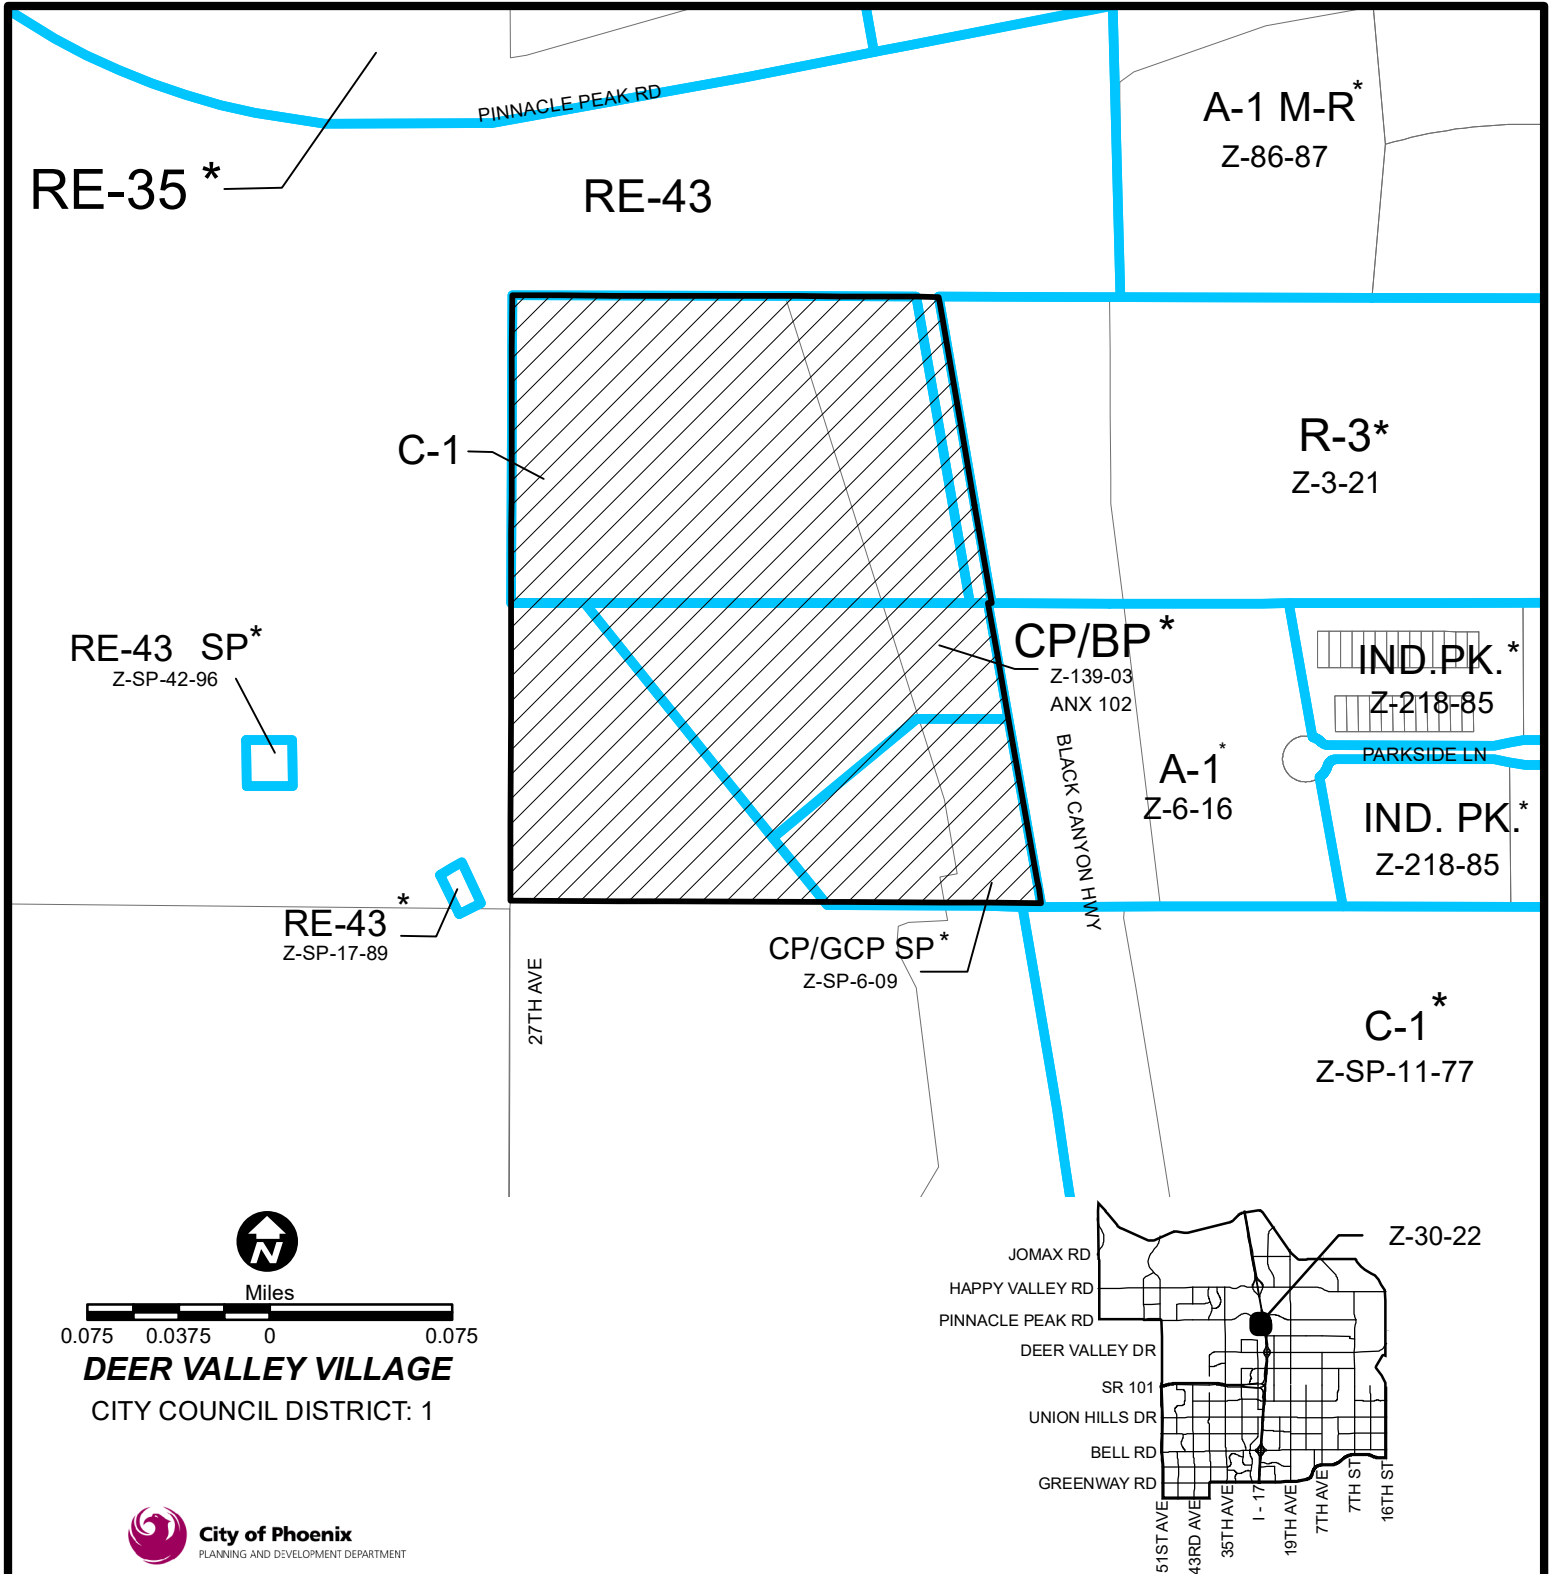 PINNACLE PEAK RD
A-1 M-R*
Z-86-87
RE-35 *
RE-43
C-1
R-3*
Z-3-21
RE-43 SP*
Z-SP-42-96
CP/BP *
Z-139-03
ANX 102
IND.PK. *
Z-218-85
PARKSIDE LN
BLACK CANYON HWY
A-1*
Z-6-16
IND. PK.*
Z-218-85
RE-43 *
Z-SP-17-89
CP/GCP SP*
Z-SP-6-09
27TH AVE
C-1*
Z-SP-11-77
N
Miles
0.075 0.0375 0 0.075
DEER VALLEY VILLAGE
CITY COUNCIL DISTRICT: 1
Z-30-22
JOMAX RD
HAPPY VALLEY RD
PINNACLE PEAK RD
DEER VALLEY DR
SR 101
UNION HILLS DR
BELL RD
GREENWAY RD
51ST AVE
43RD AVE
35TH AVE
I - 17
19TH AVE
7TH AVE
7TH ST
16TH ST
City of Phoenix
PLANNING AND DEVELOPMENT DEPARTMENT